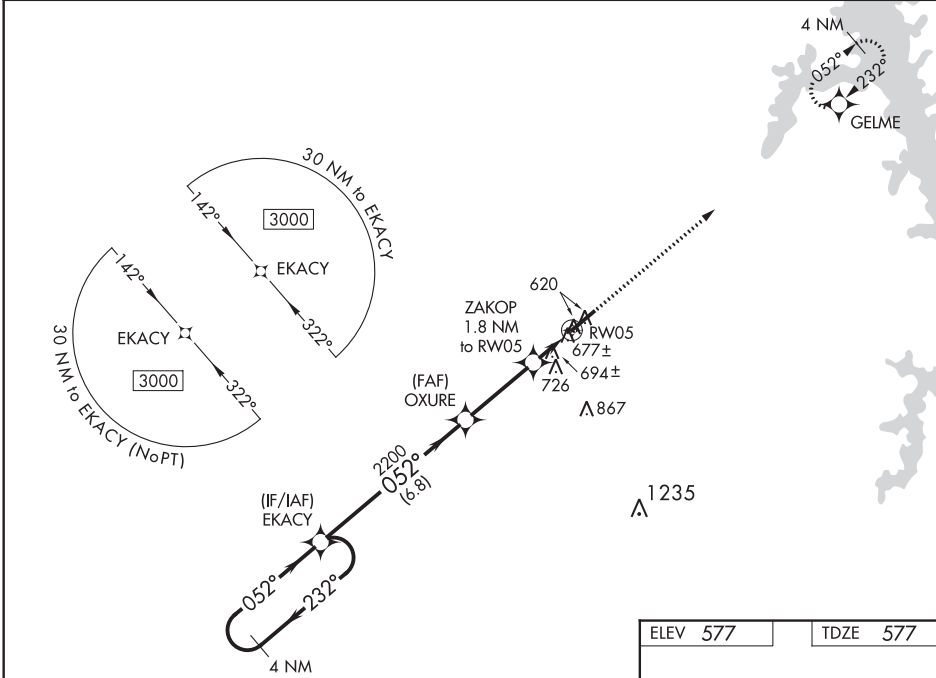 4 NM
052°
232°
GELME
30 NM to EKACY
142°
3000
EKACY
322°
142°
EKACY
3000
322°
30 NM to EKACY (NoPT)
620
ZAKOP
1.8 NM
to RW05
RW05
677±
694±
726
867
(FAF)
OXURE
2200
052°
(6.8)
1235
(IF/IAF)
EKACY
052°
232°
4 NM
ELEV 577
TDZE 577